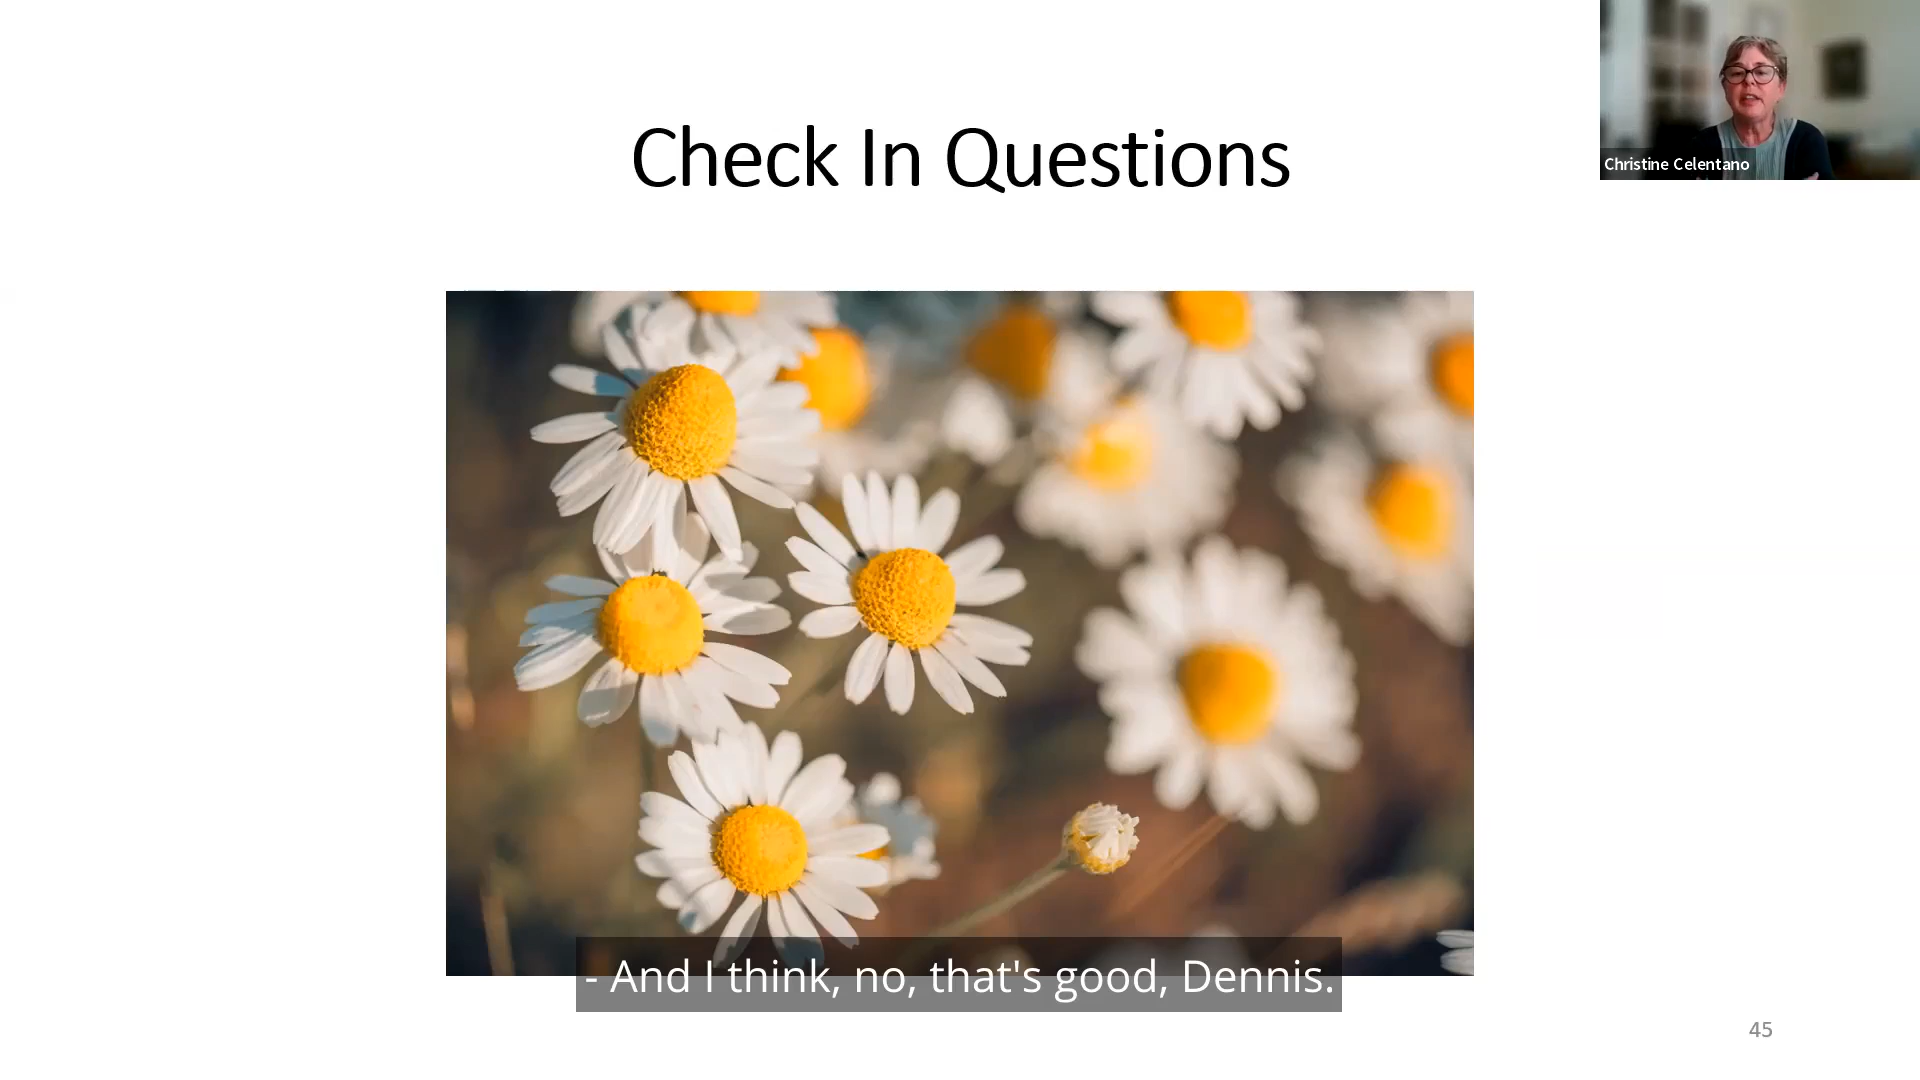 Check In Questions
Christine Celentano
- And I think, no, that's good, Dennis.
45